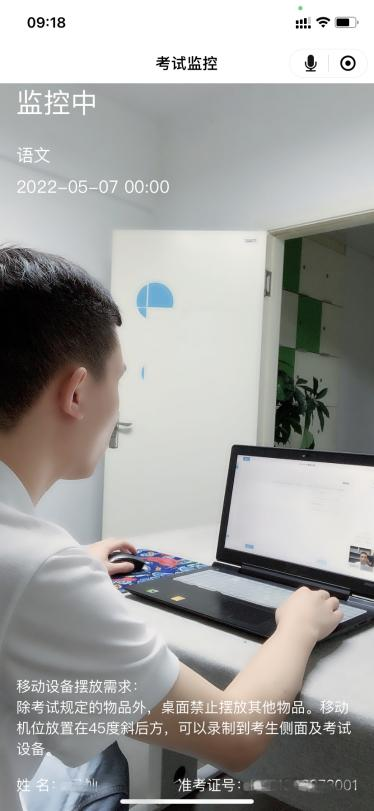 09:18
考试监控
监控中
语文
2022-05-07 00:00
移动设备摆放需求：
除考试规定的物品外，桌面禁止摆放其他物品。移动
机位放置在45度斜后方，可以录制到考生侧面及考试
设备。
姓 名：
准考证号：